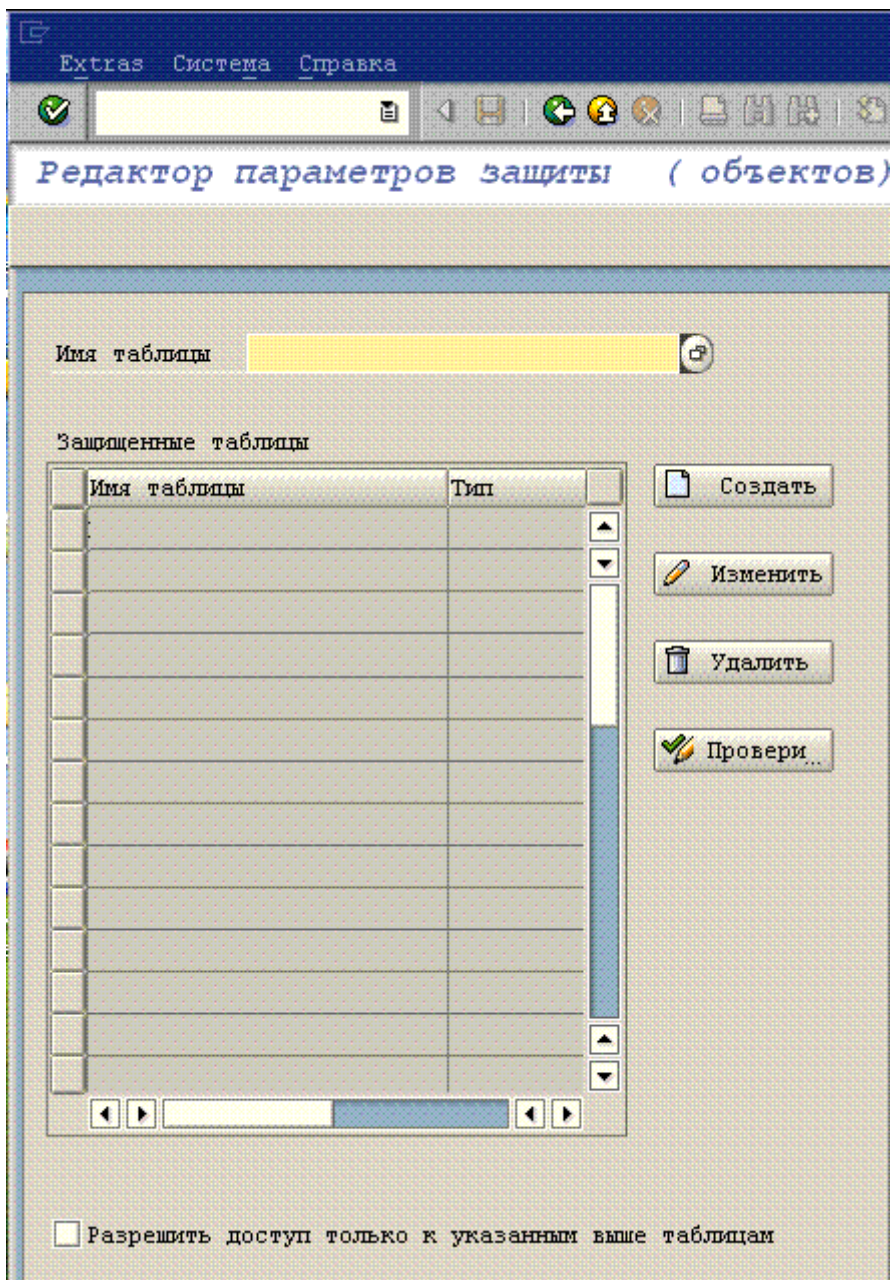 Extras Система Справка
Редактор параметров защиты ( объектов)
Имя таблицы
Защищенные таблицы
Имя таблицы Тип
Создать
Изменить
Удалить
Провери...
Разрешить доступ только к указанным выше таблицам